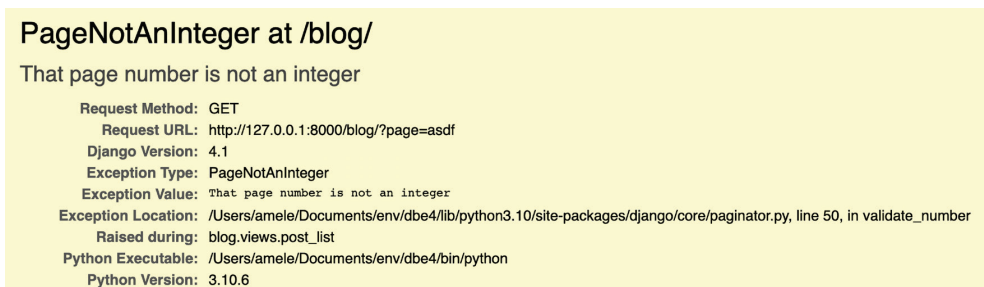 PageNotAnInteger at /blog/
That page number is not an integer
Request Method: GET
Request URL: http://127.0.0.1:8000/blog/?page=asdf
Django Version: 4.1
Exception Type: PageNotAnInteger
Exception Value: That page number is not an integer
Exception Location: /Users/amele/Documents/env/dbe4/lib/python3.10/site-packages/django/core/paginator.py, line 50, in validate_number
Raised during: blog.views.post_list
Python Executable: /Users/amele/Documents/env/dbe4/bin/python
Python Version: 3.10.6